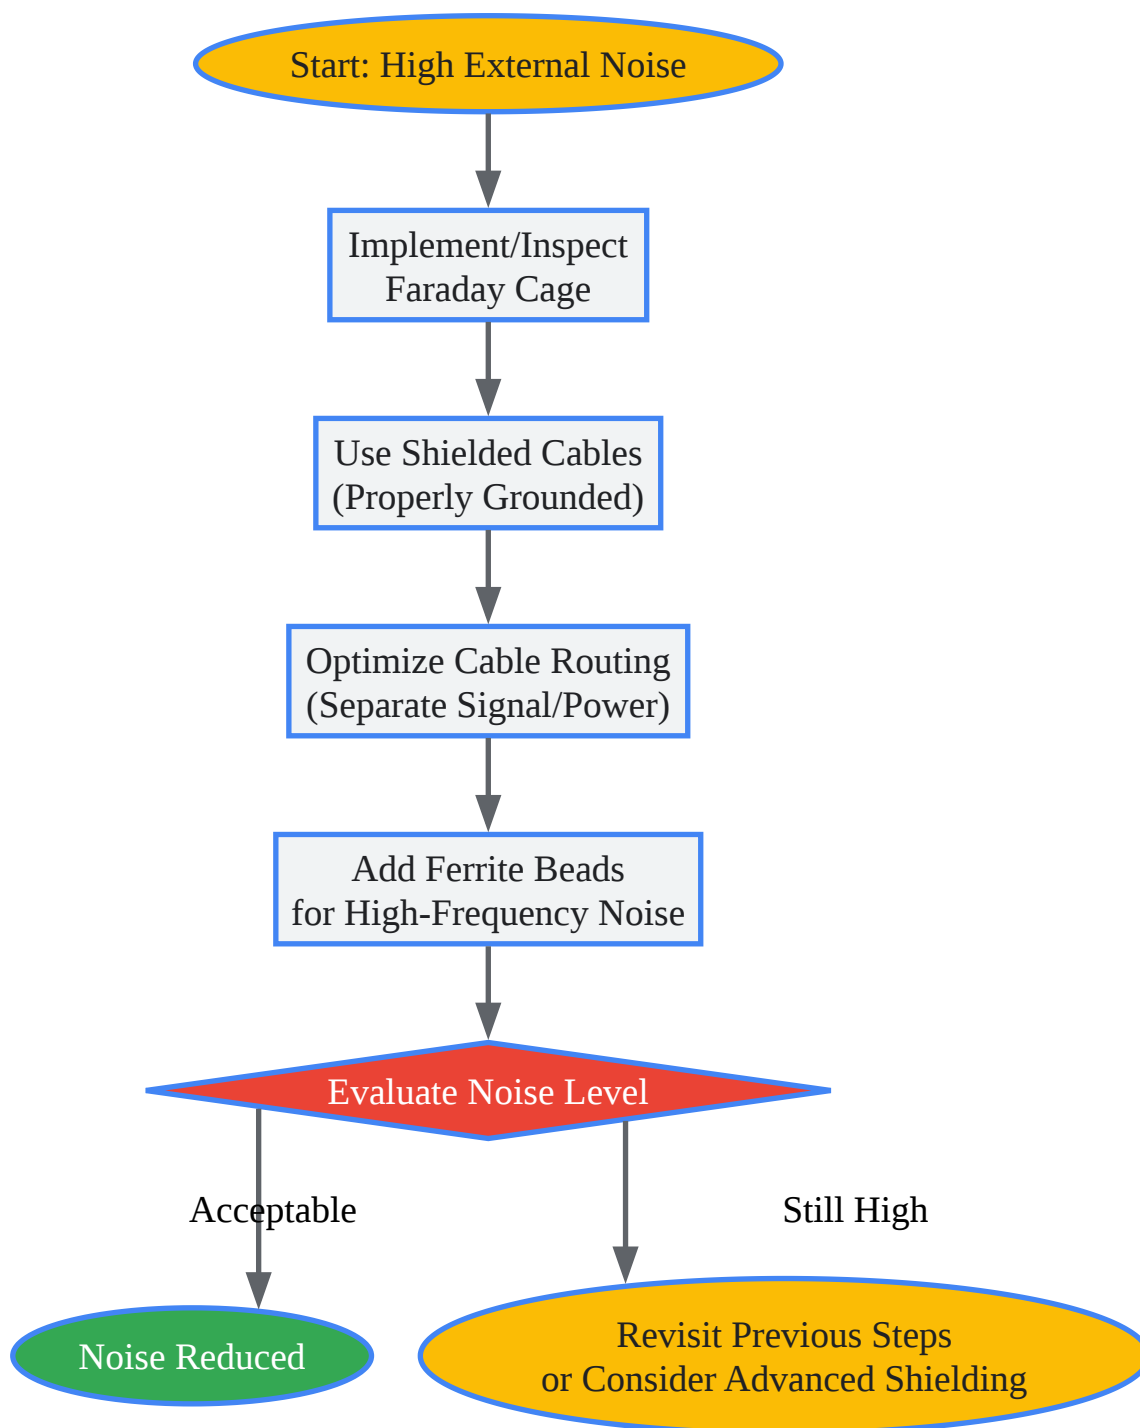 Start: High External Noise
Implement/Inspect
Faraday Cage
Use Shielded Cables
(Properly Grounded)
Optimize Cable Routing
(Separate Signal/Power)
Add Ferrite Beads
for High-Frequency Noise
Evaluate Noise Level
Acceptable
Still High
Noise Reduced
Revisit Previous Steps
or Consider Advanced Shielding